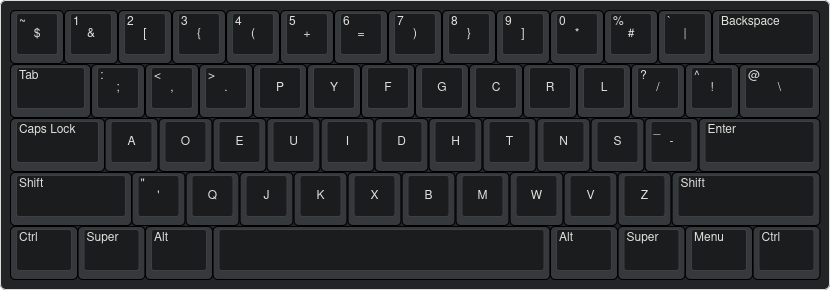 ~ 1 2 3 4 5 6 7 8 9 0 % ` Backspace
$ & [ { ( + = ) } ] * # |
Tab : < > ? ^ @
; , . P Y F G C R L / ! \
Caps Lock _ Enter
A O E U I D H T N S -
Shift " Shift
' Q J K X B M W V Z
Ctrl Super Alt Alt Super Menu Ctrl